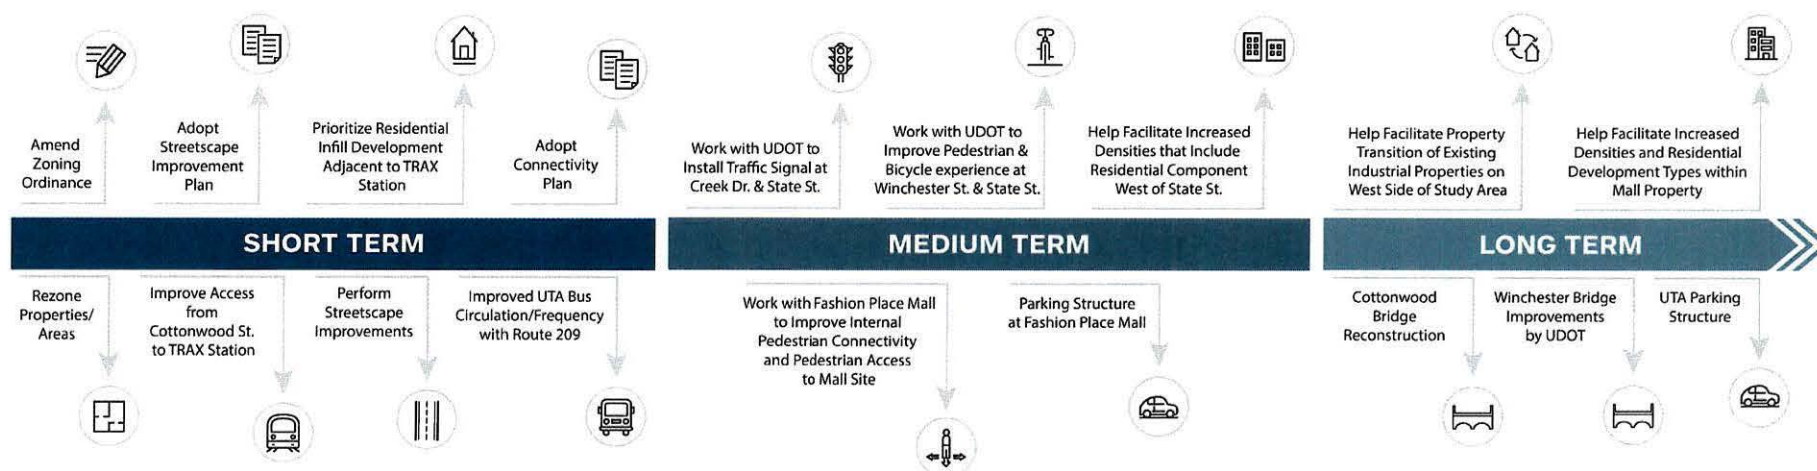 Amend
Zoning
Ordinance
Adopt
Streetscape
Improvement
Plan
Prioritize Residential
Infill Development
Adjacent to TRAX
Station
Adopt
Connectivity
Plan
Work with UDOT to
Install Traffic Signal at
Creek Dr. & State St.
Work with UDOT to
Improve Pedestrian &
Bicycle experience at
Winchester St. & State St.
Help Facilitate Increased
Densities that Include
Residential Component
West of State St.
Help Facilitate Property
Transition of Existing
Industrial Properties on
West Side of Study Area
Help Facilitate Increased
Densities and Residential
Development Types within
Mall Property
SHORT TERM
MEDIUM TERM
LONG TERM
Rezone
Properties/
Areas
Improve Access
from
Cottonwood St.
to TRAX Station
Perform
Streetscape
Improvements
Improved UTA Bus
Circulation/Frequency
with Route 209
Work with Fashion Place Mall
to Improve Internal
Pedestrian Connectivity
and Pedestrian Access
to Mall Site
Parking Structure
at Fashion Place Mall
Cottonwood
Bridge
Reconstruction
Winchester Bridge
Improvements
by UDOT
UTA Parking
Structure